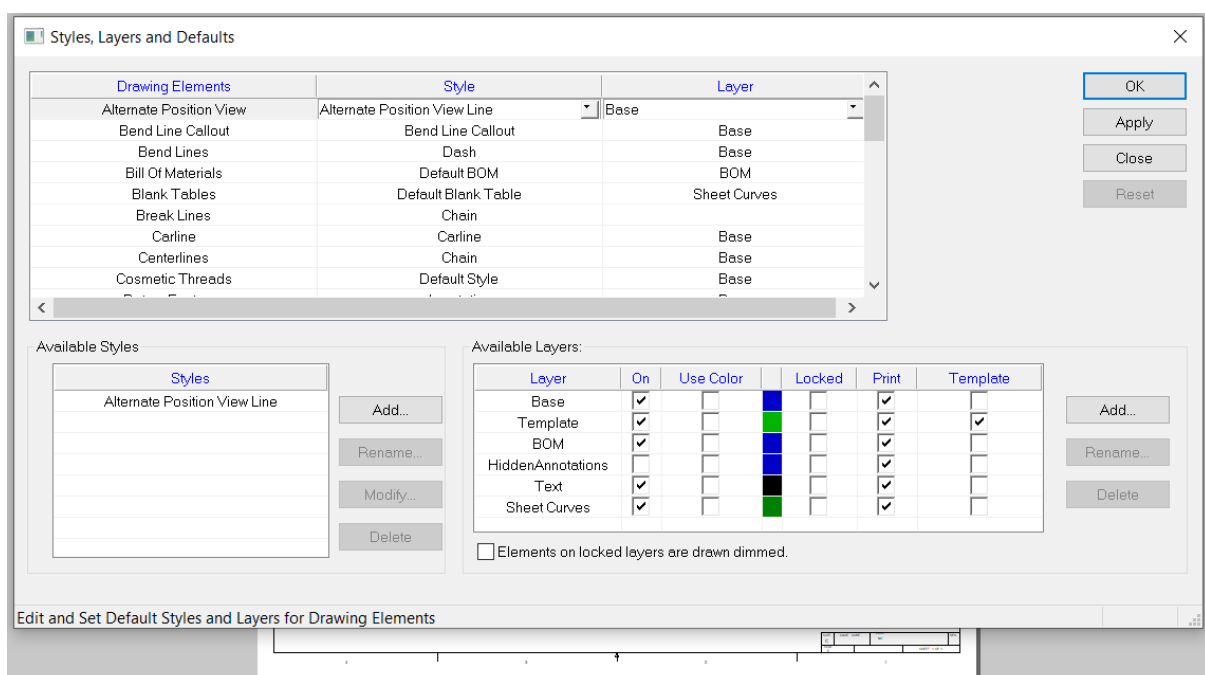 Styles, Layers and Defaults
Drawing Elements Style Layer
Alternate Position View Alternate Position View Line Base
Bend Line Callout Bend Line Callout Base
Bend Lines Dash Base
Bill Of Materials Default BOM BOM
Blank Tables Default Blank Table Sheet Curves
Break Lines Chain
Carline Carline Base
Centerlines Chain Base
Cosmetic Threads Default Style Base
OK
Apply
Close
Reset
Available Styles
Styles
Alternate Position View Line
Add...
Rename...
Modify...
Delete
Available Layers:
Layer On Use Color Locked Print Template
Base
Template
BOM
HiddenAnnotations
Text
Sheet Curves
Add...
Rename...
Delete
Elements on locked layers are drawn dimmed.
Edit and Set Default Styles and Layers for Drawing Elements